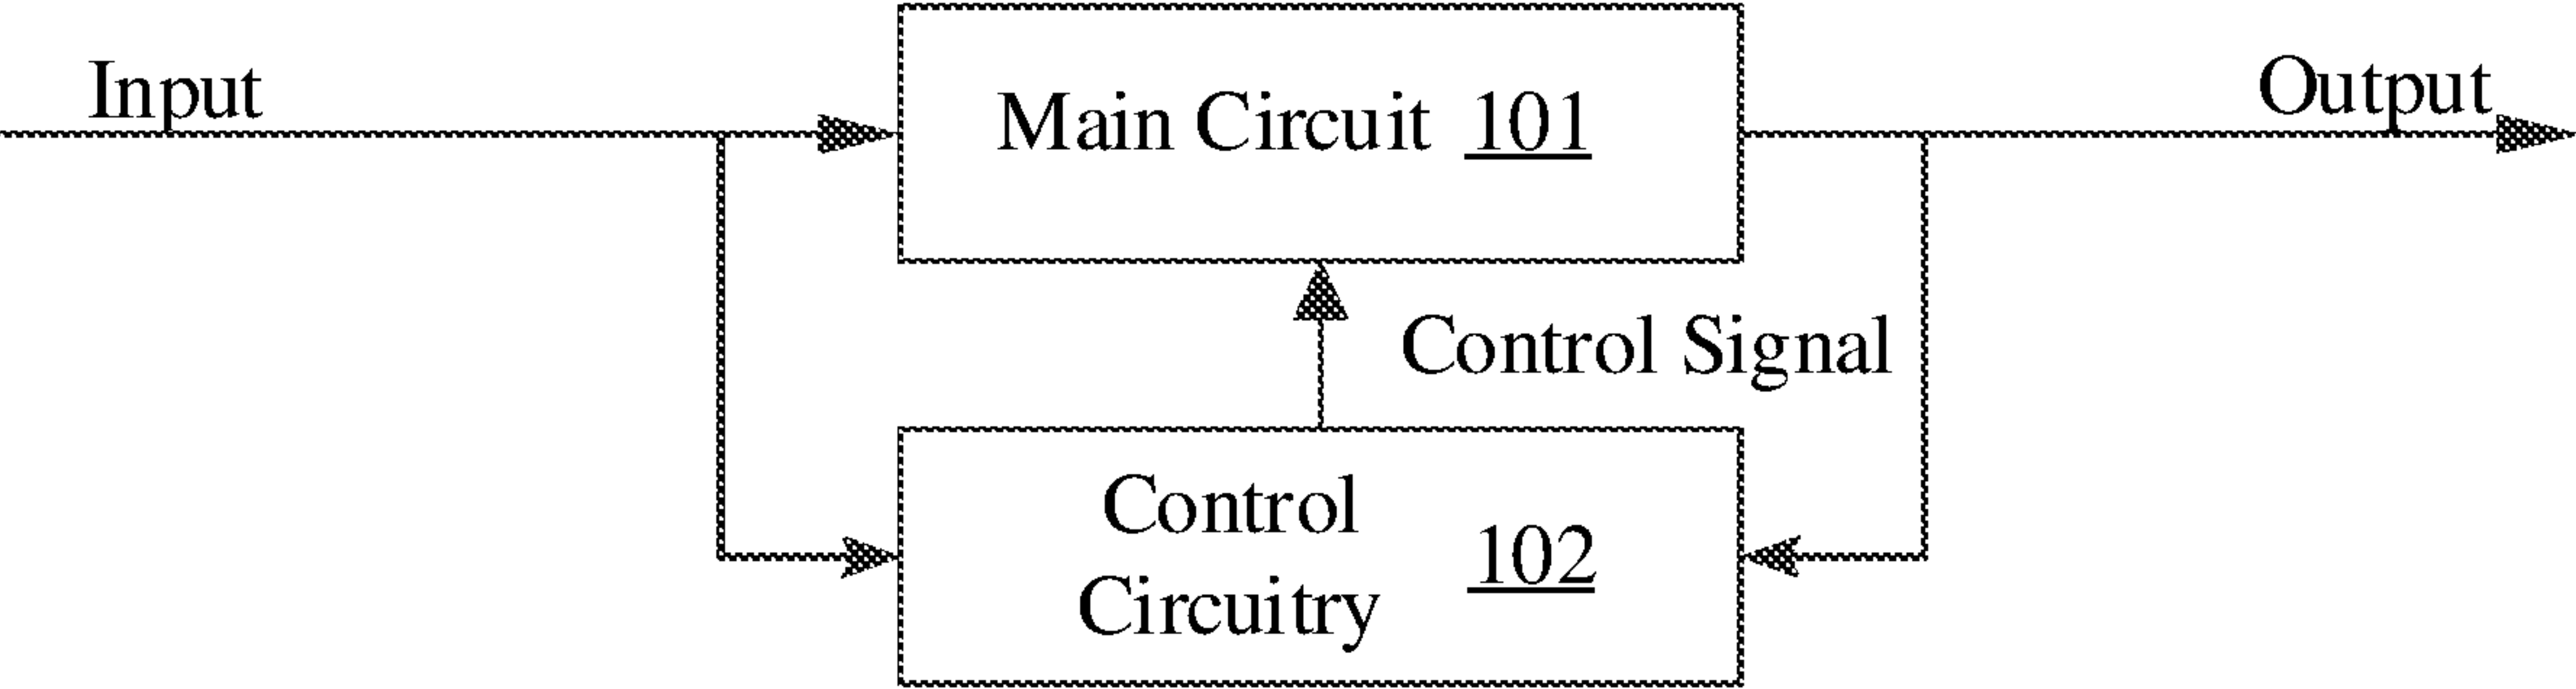 Input
Main Circuit 101
Output
Control Signal
Control
Circuitry
102